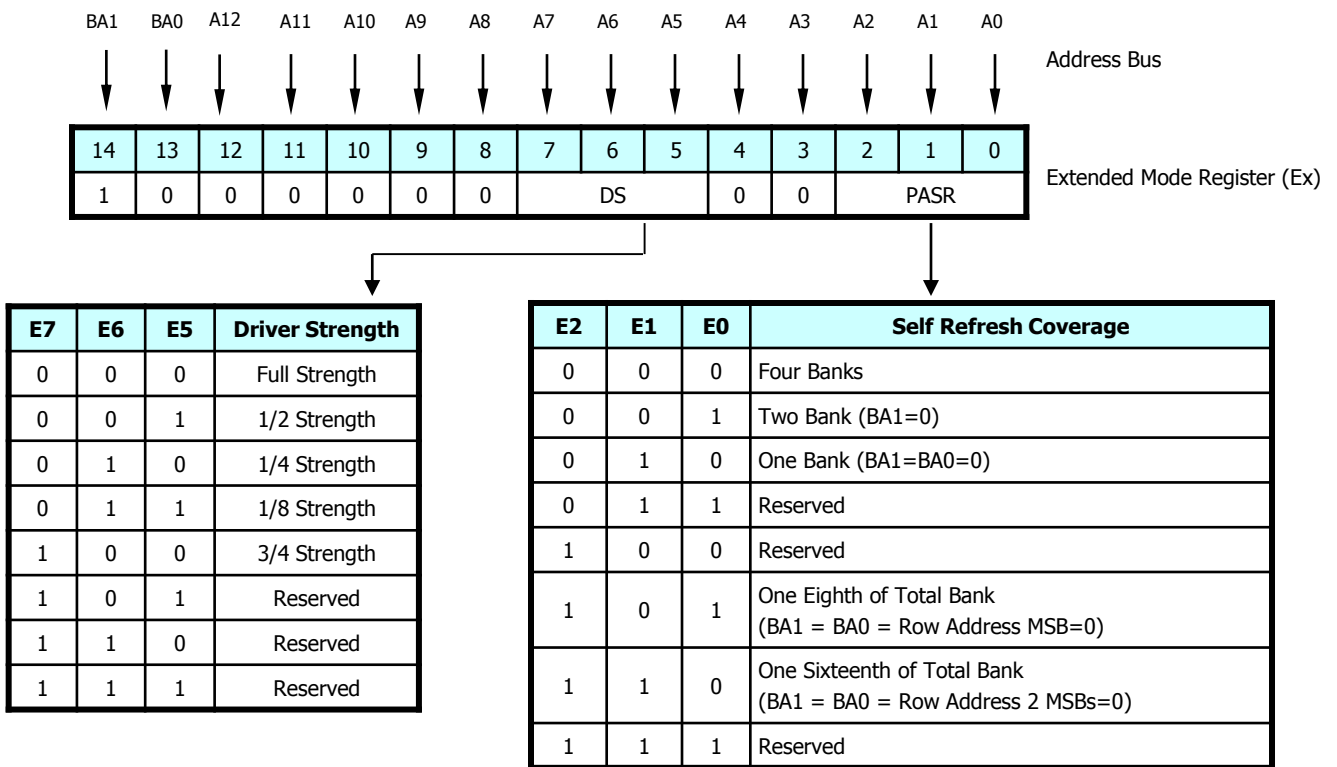 BA1 BA0 A12 A11 A10 A9 A8 A7 A6 A5 A4 A3 A2 A1 A0
Address Bus
14 13 12 11 10 9 8 7 6 5 4 3 2 1 0
1 0 0 0 0 0 0 DS 0 0 PASR
Extended Mode Register (Ex)
E7 E6 E5 Driver Strength
0 0 0 Full Strength
0 0 1 1/2 Strength
0 1 0 1/4 Strength
0 1 1 1/8 Strength
1 0 0 3/4 Strength
1 0 1 Reserved
1 1 0 Reserved
1 1 1 Reserved
E2 E1 E0 Self Refresh Coverage
0 0 0 Four Banks
0 0 1 Two Bank (BA1=0)
0 1 0 One Bank (BA1=BA0=0)
0 1 1 Reserved
1 0 0 Reserved
1 0 1 One Eighth of Total Bank
(BA1 = BA0 = Row Address MSB=0)
1 1 0 One Sixteenth of Total Bank
(BA1 = BA0 = Row Address 2 MSBs=0)
1 1 1 Reserved